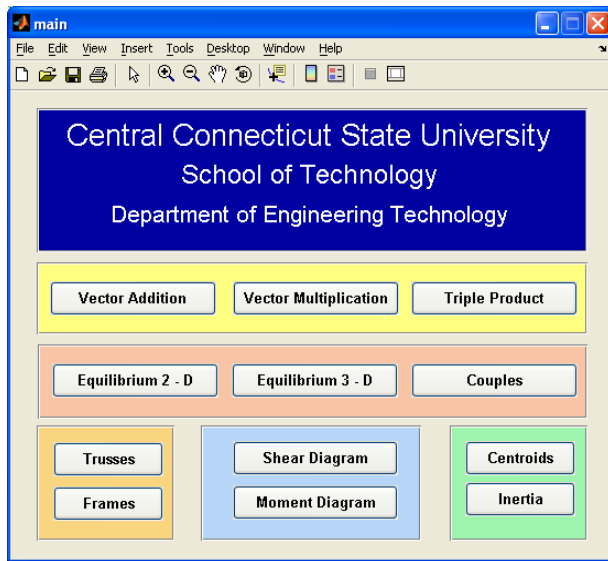 main
File Edit View Insert Tools Desktop Window Help
Central Connecticut State University
School of Technology
Department of Engineering Technology
Vector Addition Vector Multiplication Triple Product
Equilibrium 2 - D Equilibrium 3 - D Couples
Trusses Shear Diagram Centroids
Frames Moment Diagram Inertia